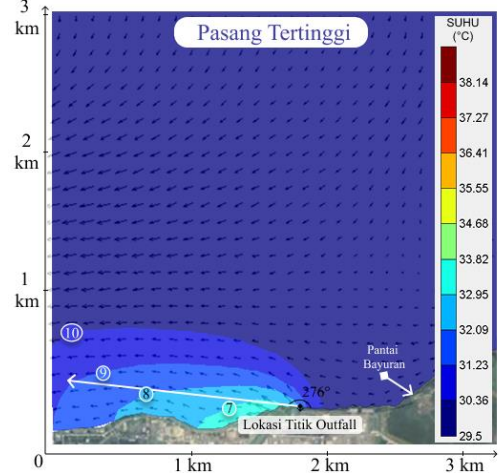 3
km
Pasang Tertinggi
SUHU
(°C)
38.14
37.27
36.41
35.55
34.68
33.82
32.95
32.09
31.23
30.36
29.5
2
km
1
km
10
9
8
7
276°
Pantai
Bayuran
Lokasi Titik Outfall
0
1 km
2 km
3 km